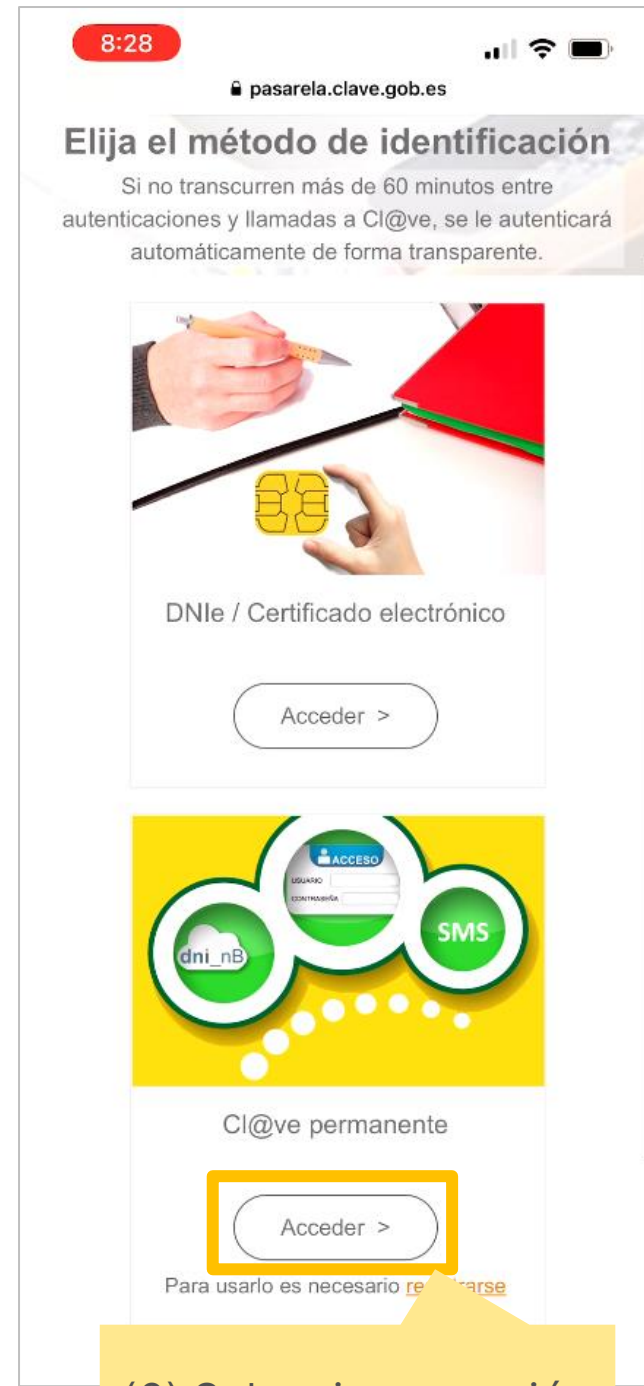 8:28
pasarela.clave.gob.es
Elija el método de identificación
Si no transcurren más de 60 minutos entre
autenticaciones y llamadas a Cl@ve, se le autenticará
automáticamente de forma transparente.
DNIe / Certificado electrónico
Acceder >
ACCESO
USUARIO
CONTRASEÑA
dni_nB
SMS
Cl@ve permanente
Acceder >
Para usarlo es necesario